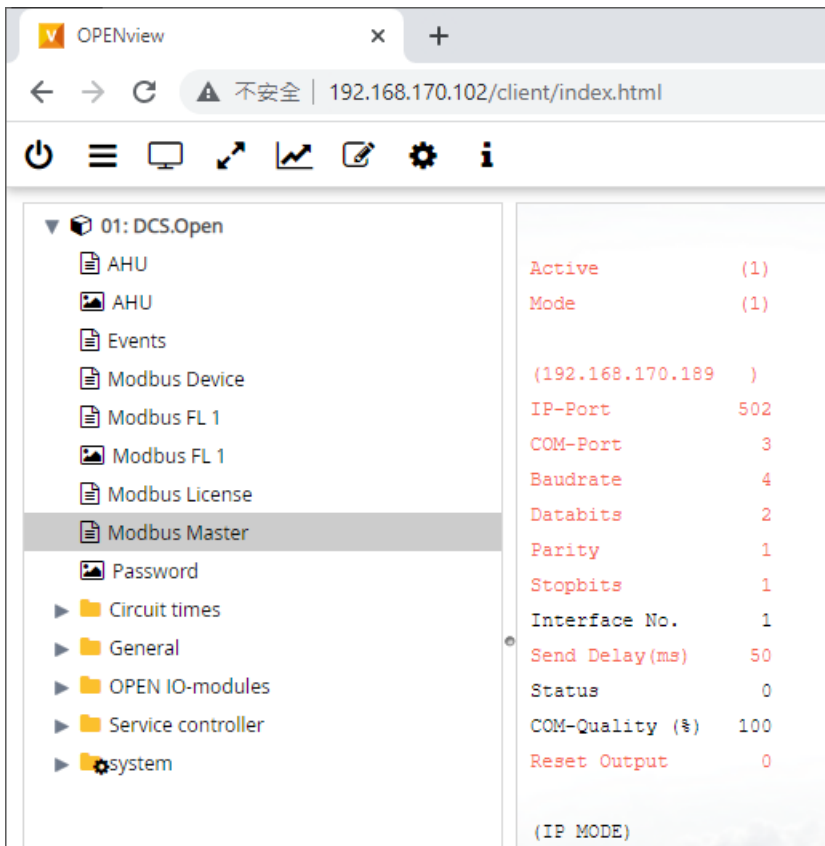 OPENview
不安全 192.168.170.102/client/index.html
01: DCS.Open
AHU
AHU
Events
Modbus Device
Modbus FL 1
Modbus FL 1
Modbus License
Modbus Master
Password
Circuit times
General
OPEN IO-modules
Service controller
system
Active (1)
Mode (1)
(192.168.170.189 )
IP-Port 502
COM-Port 3
Baudrate 4
Databits 2
Parity 1
Stopbits 1
Interface No. 1
Send Delay(ms) 50
Status 0
COM-Quality (%) 100
Reset Output 0
(IP MODE)